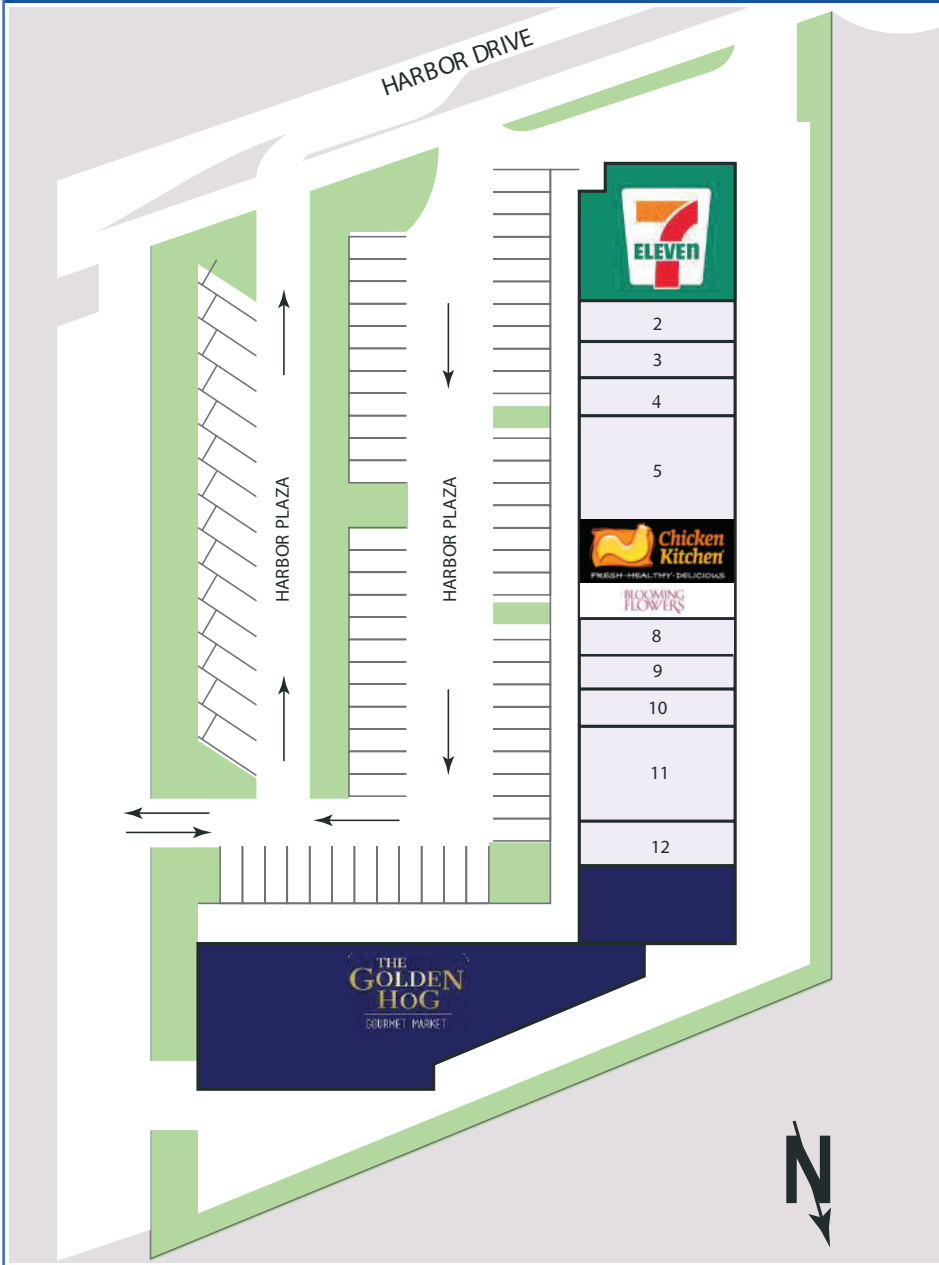 HARBOR DRIVE
7
ELEVEN
2
3
4
5
HARBOR PLAZA
HARBOR PLAZA
Chicken
Kitchen
FRESH-HEALTHY-DELICIOUS
BLOOMING
FLOWERS
8
9
10
11
12
THE
GOLDEN
HOG
GOURMET MARKET
N